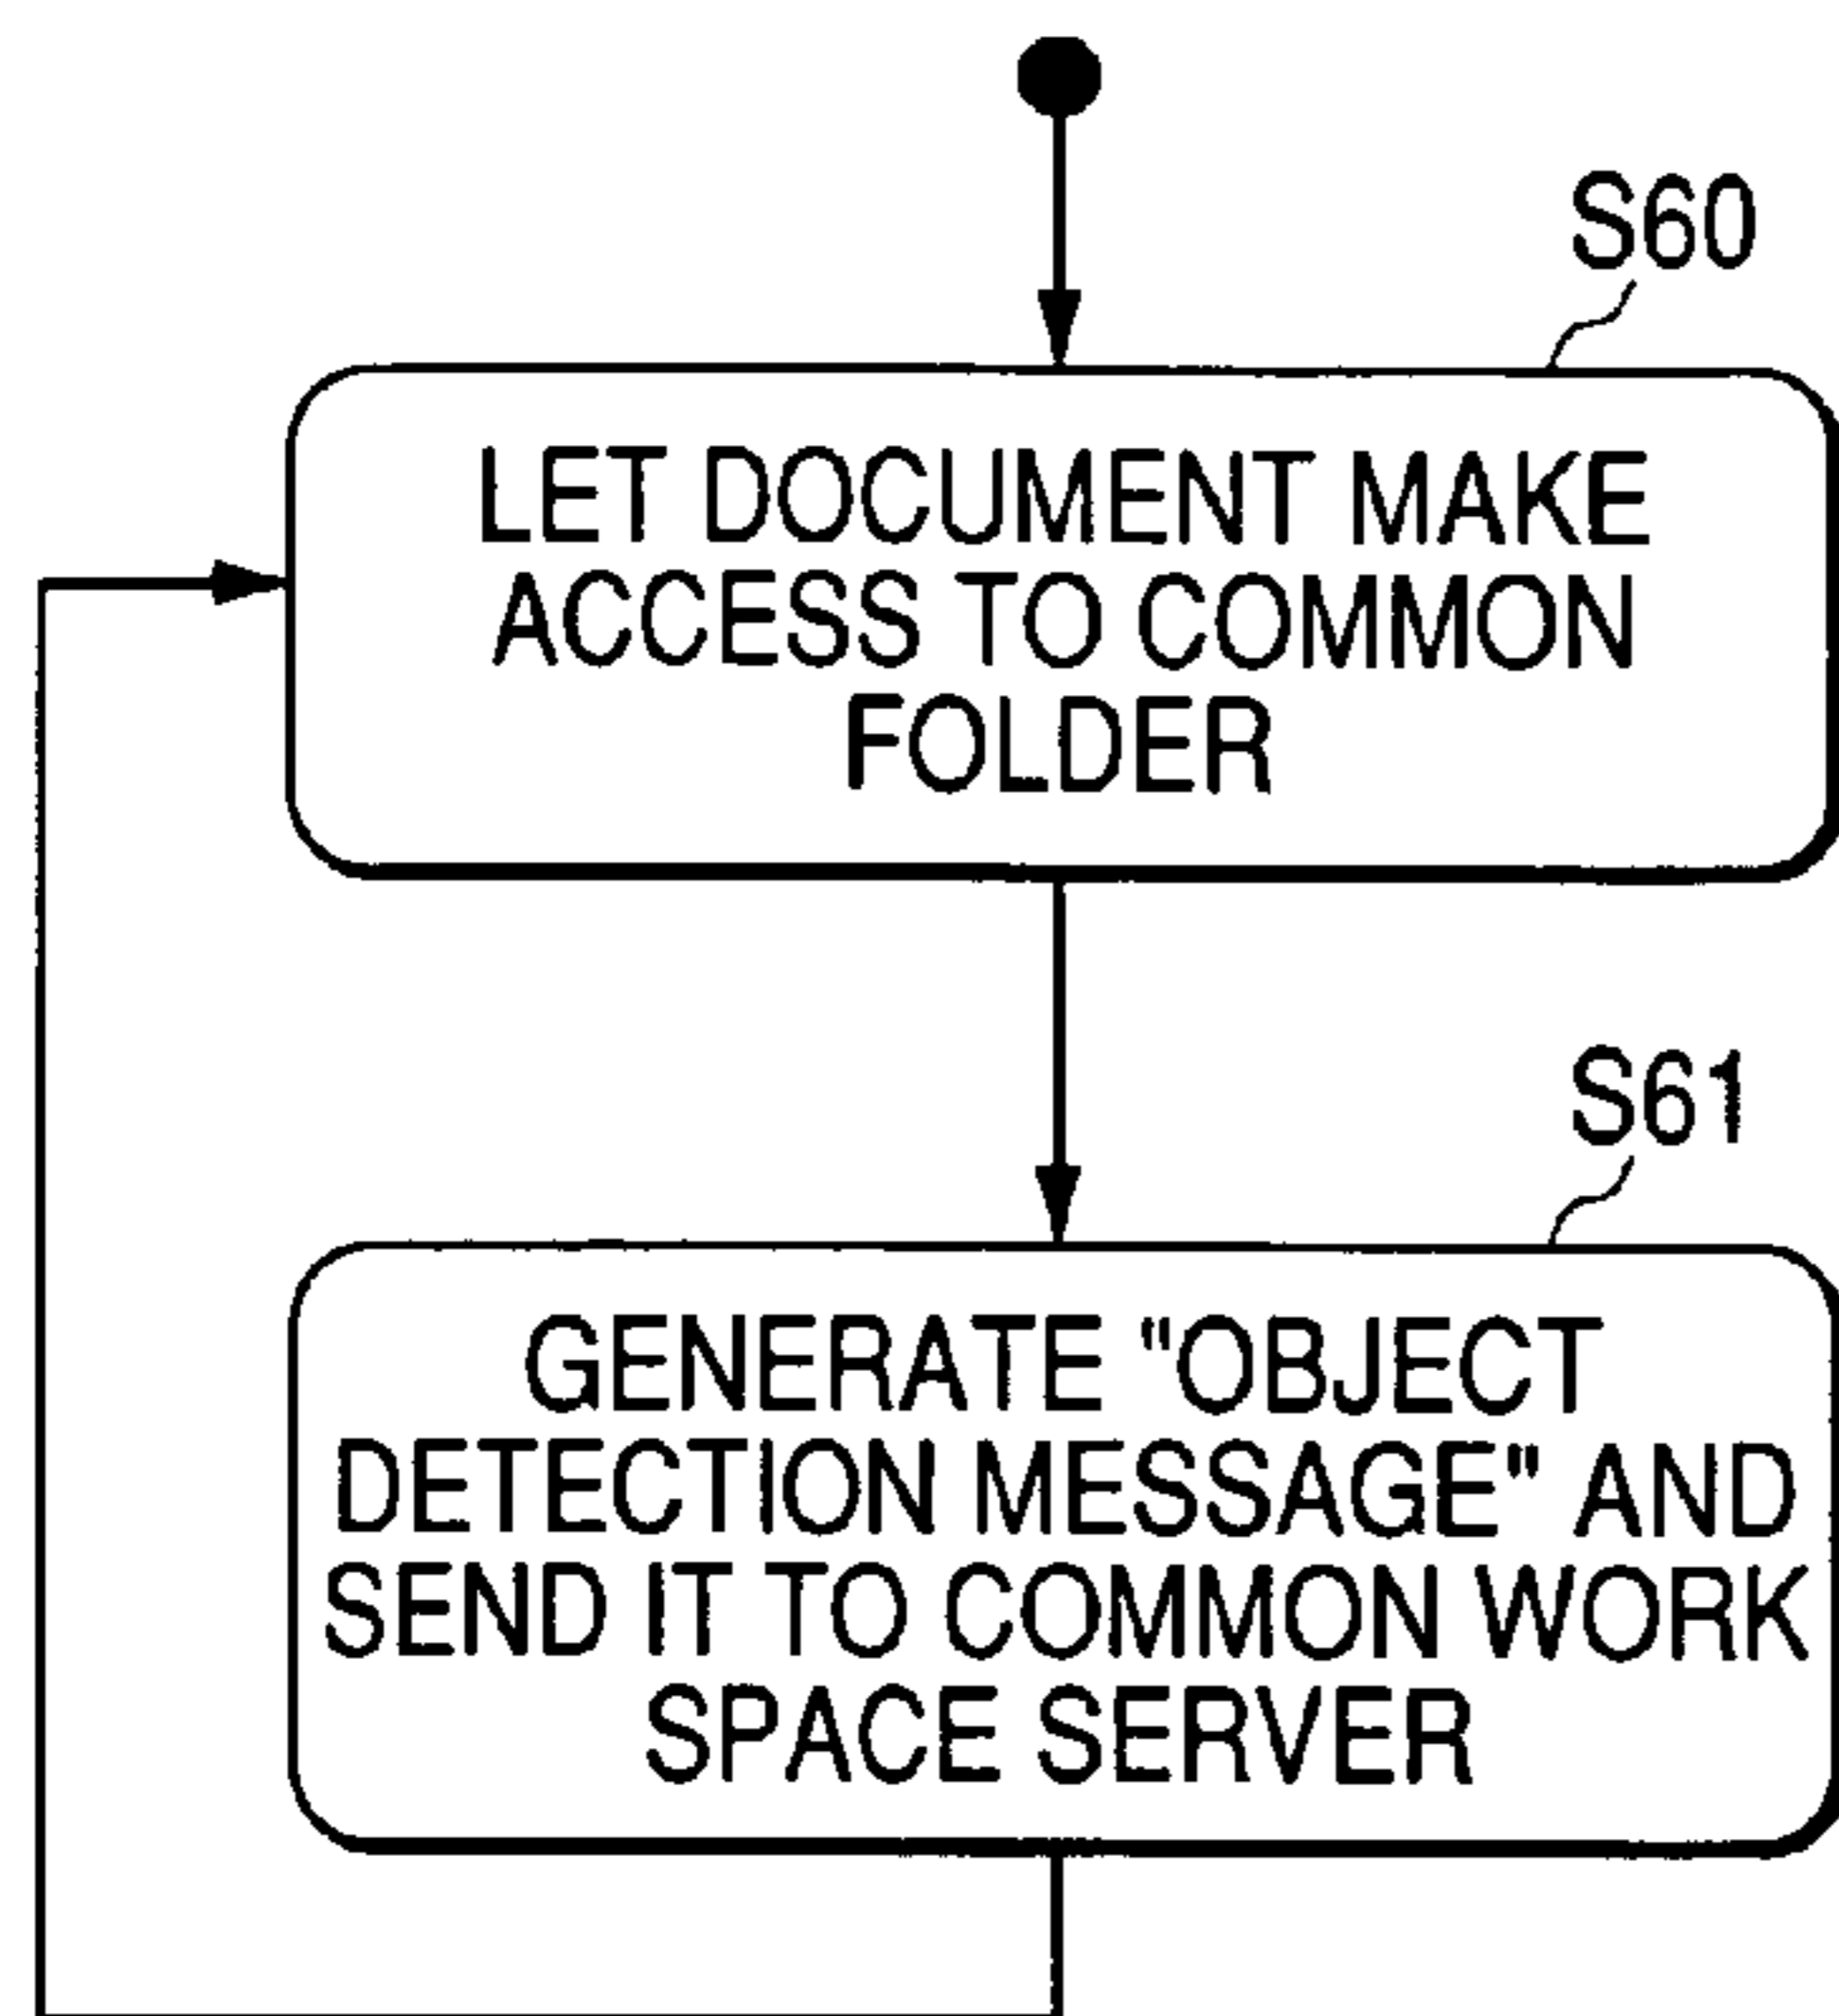 S60
LET DOCUMENT MAKE
ACCESS TO COMMON
FOLDER
S61
GENERATE "OBJECT
DETECTION MESSAGE" AND
SEND IT TO COMMON WORK
SPACE SERVER